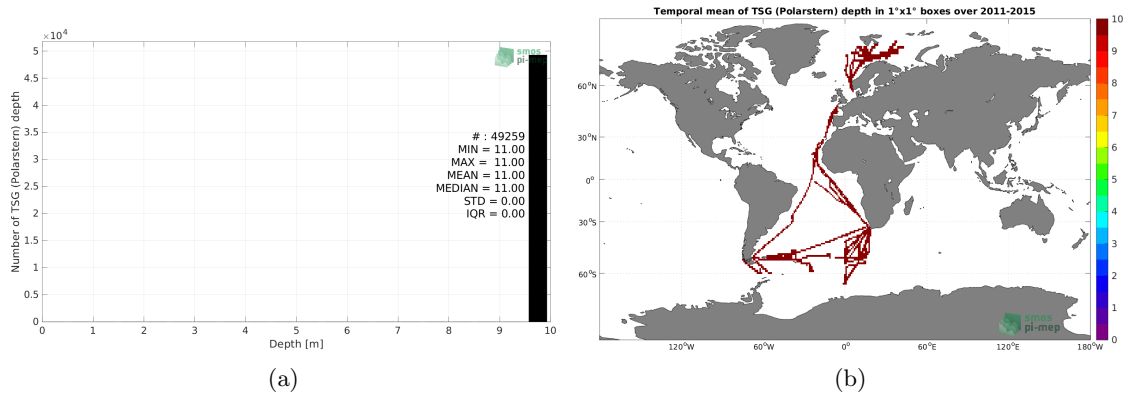 ×10⁴
5
4.5
4
3.5
3
2.5
2
1.5
1
0.5
0
Number of TSG (Polarstern) depth
smos
pi-mep
# : 49259
MIN = 11.00
MAX = 11.00
MEAN = 11.00
MEDIAN = 11.00
STD = 0.00
IQR = 0.00
0 1 2 3 4 5 6 7 8 9 10
Depth [m]
(a)
Temporal mean of TSG (Polarstern) depth in 1°x1° boxes over 2011-2015
60°N
30°N
0°
30°S
60°S
120°W 60°W 0° 60°E 120°E 180°W
smos
pi-mep
10
9
8
7
6
5
4
3
2
1
0
(b)